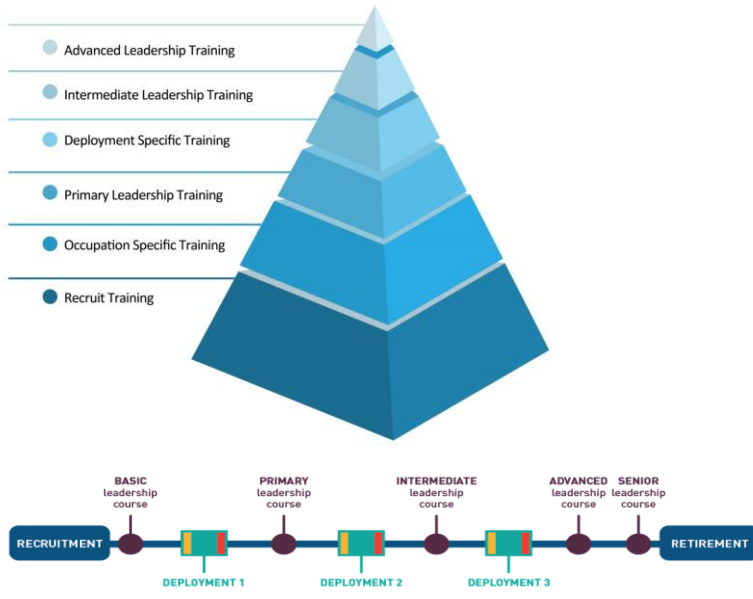 Advanced Leadership Training
Intermediate Leadership Training
Deployment Specific Training
Primary Leadership Training
Occupation Specific Training
Recruit Training
BASIC
leadership
course
PRIMARY
leadership
course
INTERMEDIATE
leadership
course
ADVANCED
leadership
course
SENIOR
leadership
course
RECRUITMENT
RETIREMENT
DEPLOYMENT 1
DEPLOYMENT 2
DEPLOYMENT 3